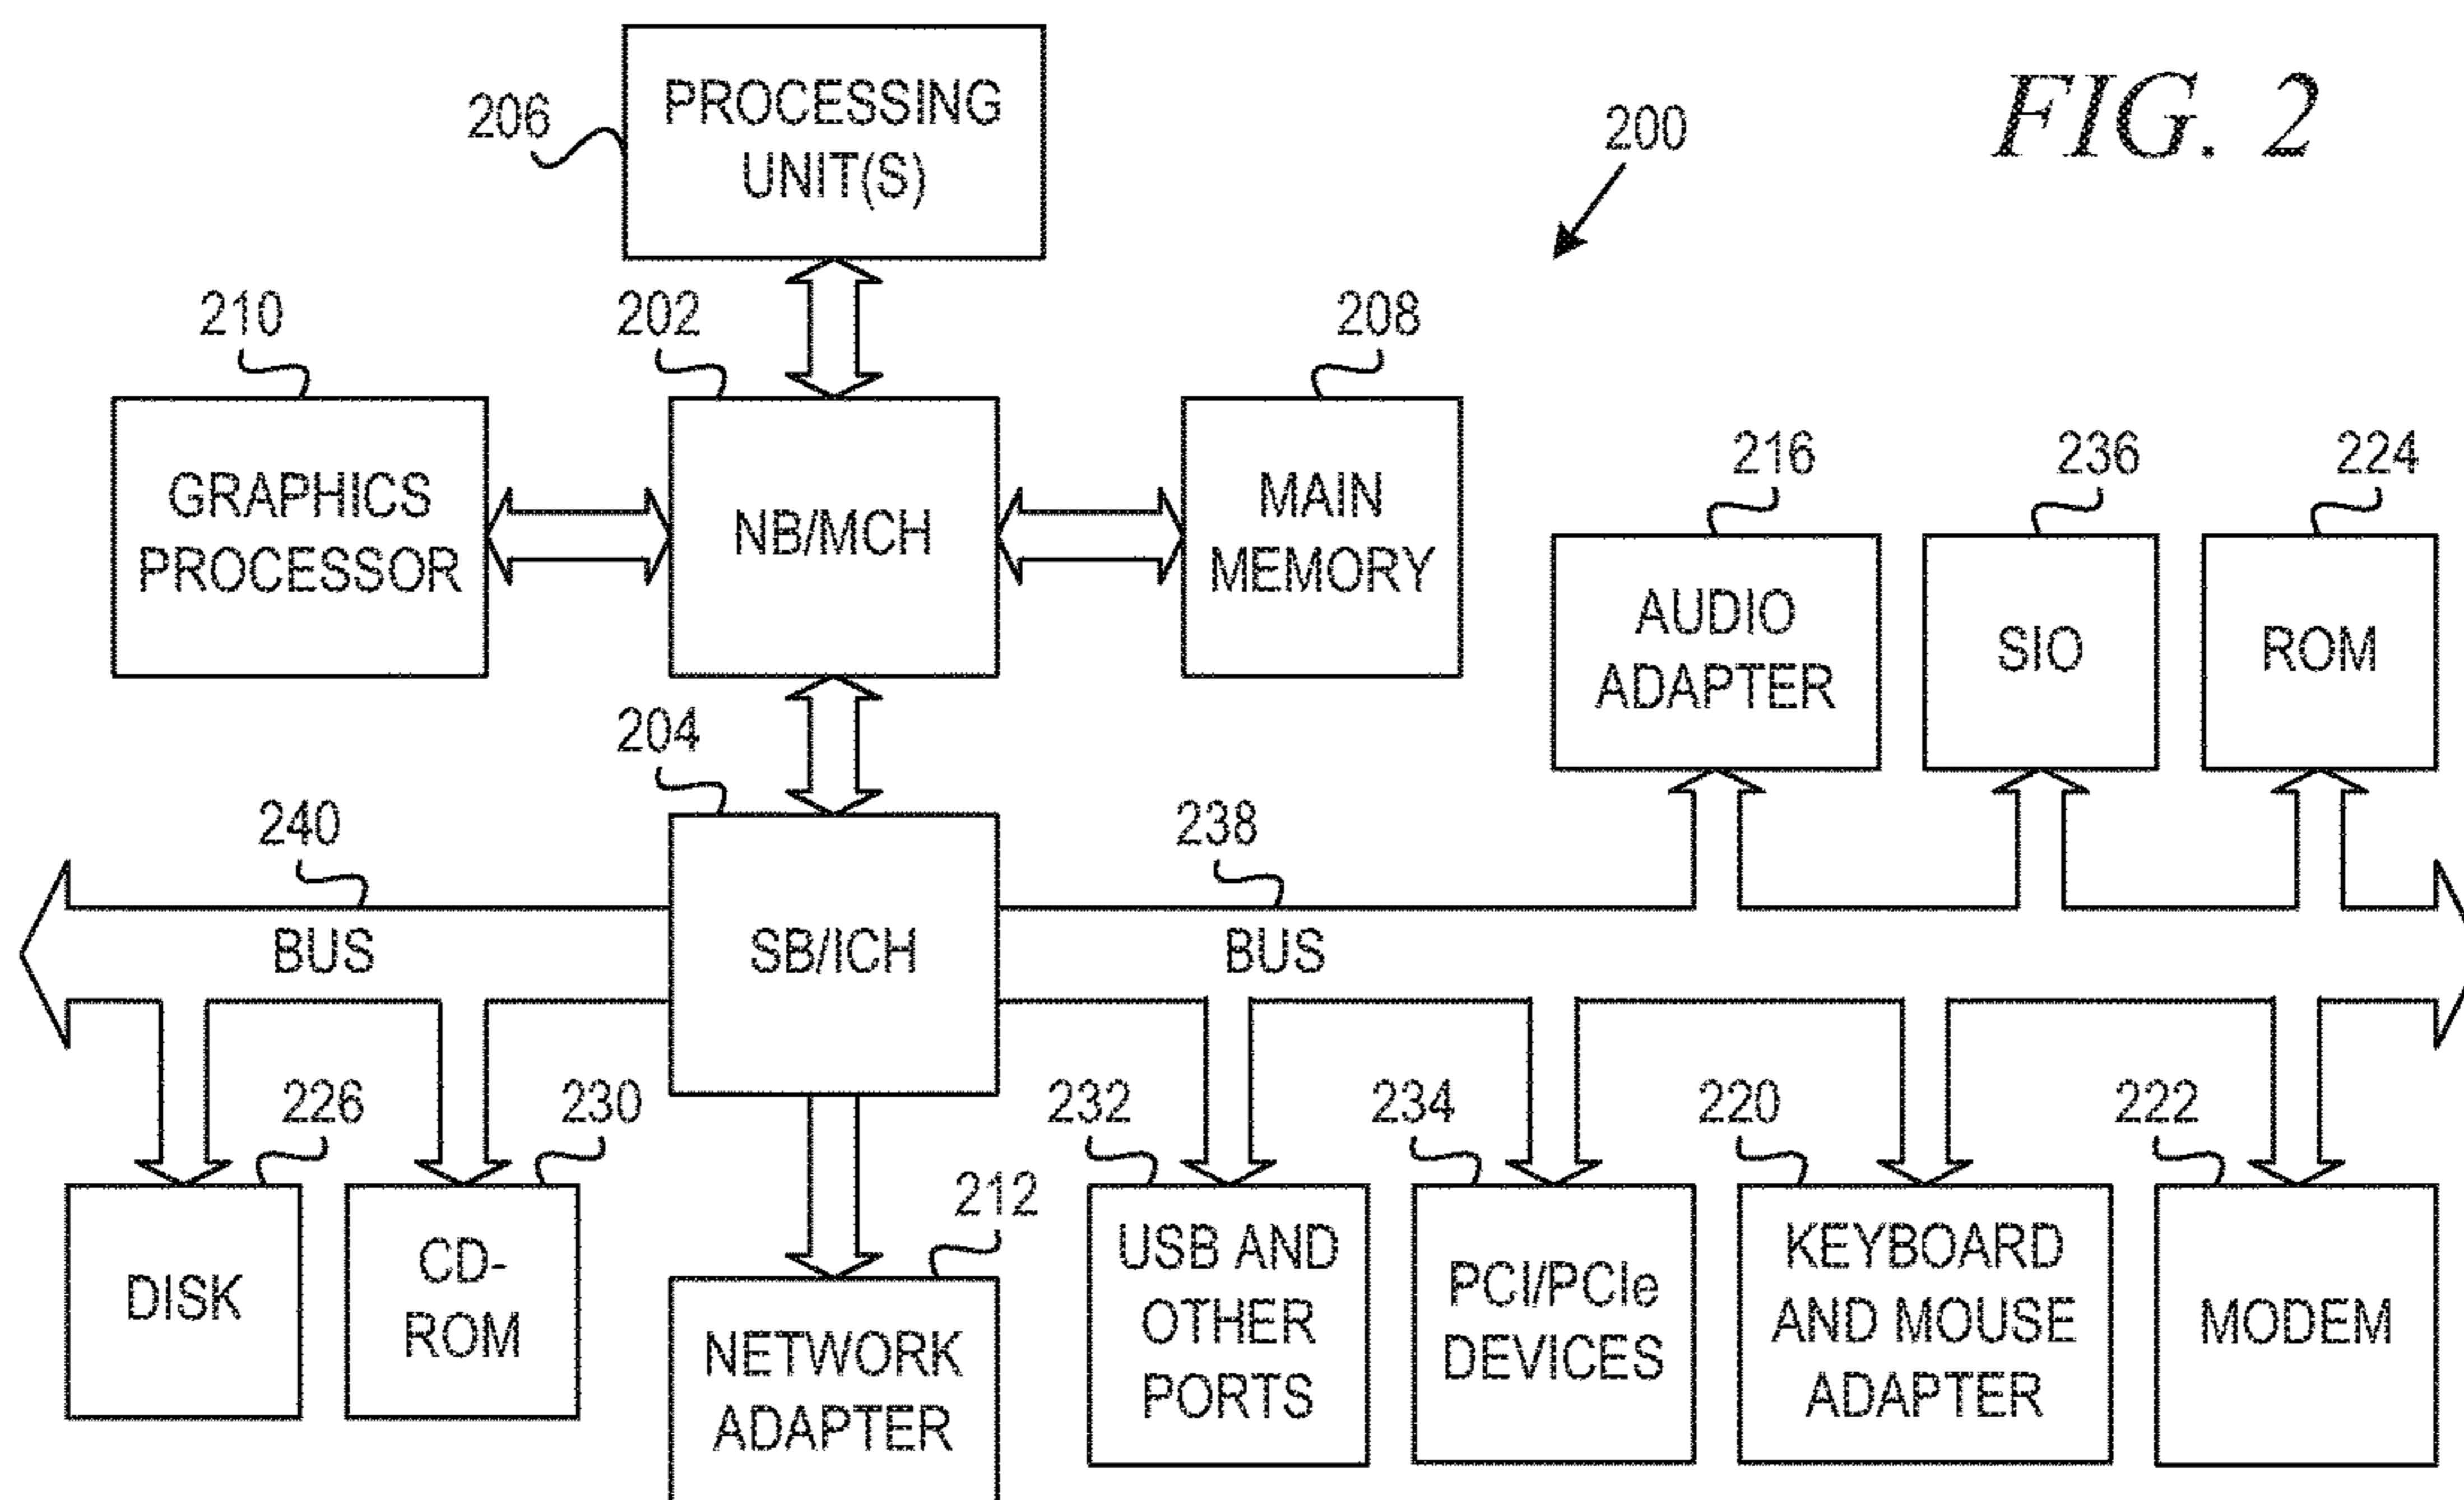 FIG. 2
200
206
PROCESSING
UNIT(S)
210
202
208
GRAPHICS
PROCESSOR
NB/MCH
MAIN
MEMORY
216
236
224
AUDIO
ADAPTER
SIO
ROM
204
240
238
BUS
SB/ICH
BUS
226
230
212
232
234
220
222
DISK
CD-
ROM
NETWORK
ADAPTER
USB AND
OTHER
PORTS
PCI/PCIe
DEVICES
KEYBOARD
AND MOUSE
ADAPTER
MODEM